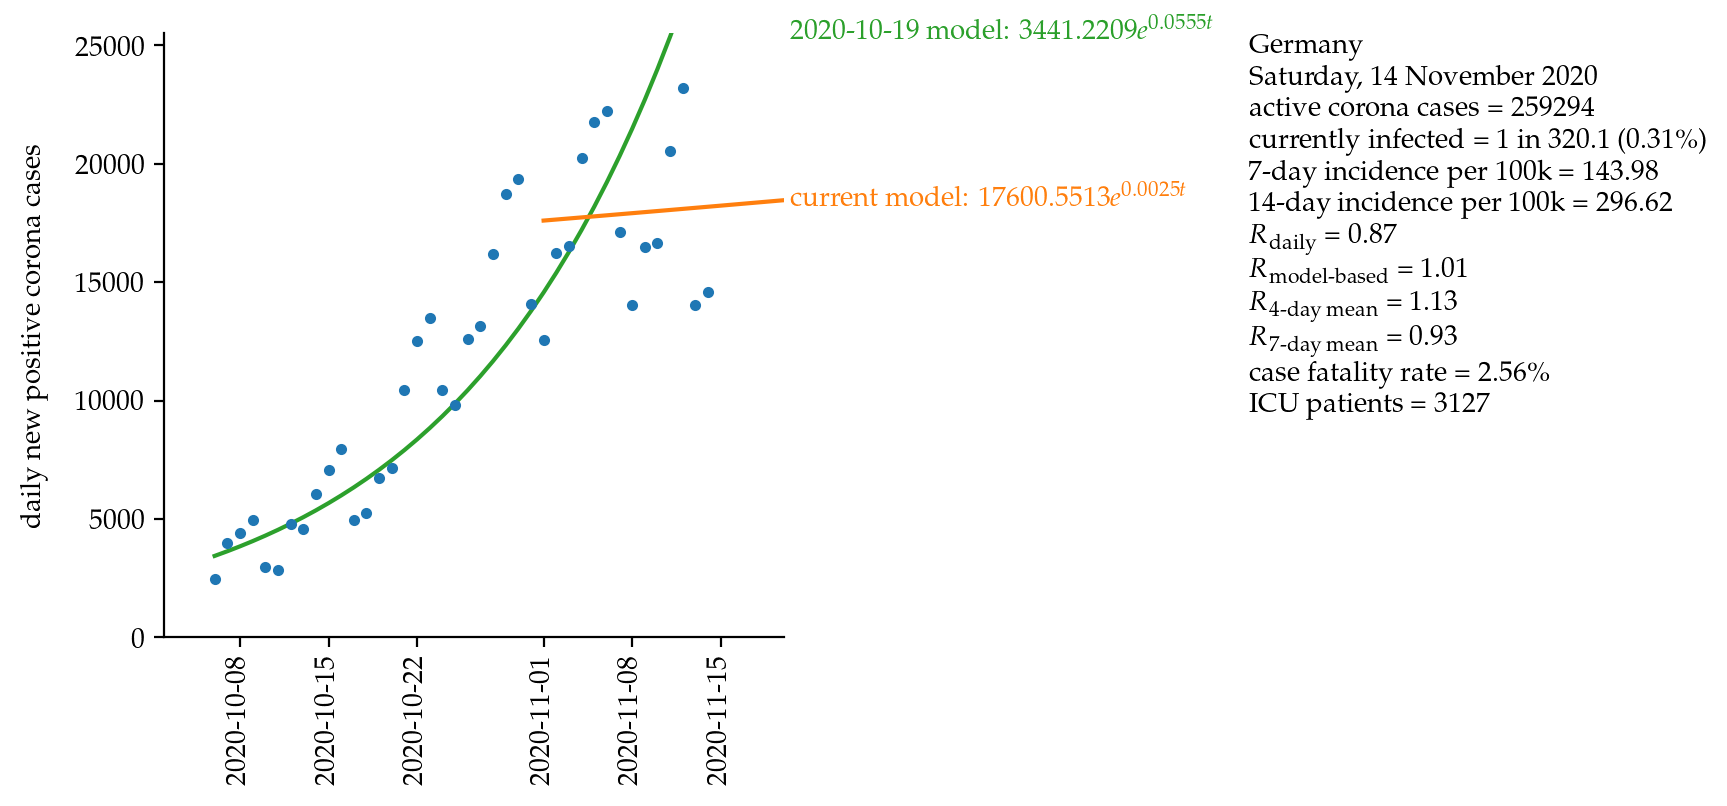 2020-10-19 model: 3441.2209e^0.0555t
current model: 17600.5513e^0.0025t
daily new positive corona cases
25000
20000
15000
10000
5000
0
2020-10-08
2020-10-15
2020-10-22
2020-11-01
2020-11-08
2020-11-15
Germany
Saturday, 14 November 2020
active corona cases = 259294
currently infected = 1 in 320.1 (0.31%)
7-day incidence per 100k = 143.98
14-day incidence per 100k = 296.62
R_daily = 0.87
R_model-based = 1.01
R_4-day mean = 1.13
R_7-day mean = 0.93
case fatality rate = 2.56%
ICU patients = 3127